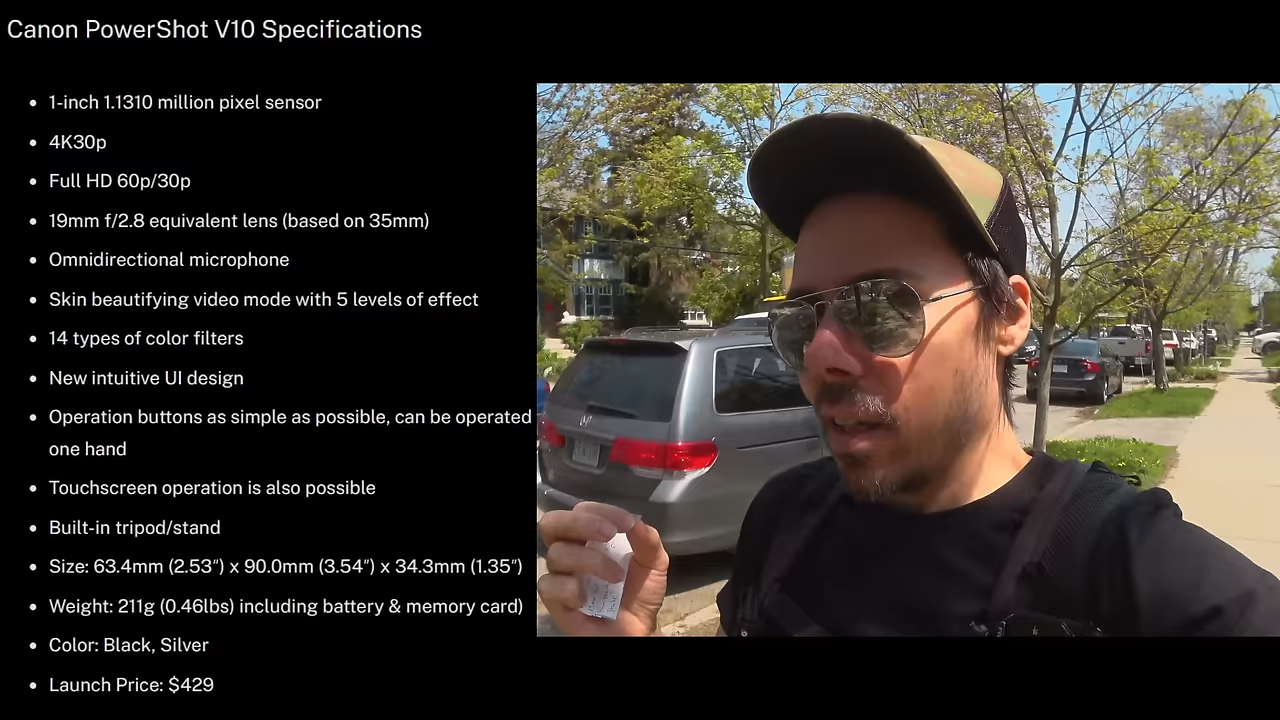 Canon PowerShot V10 Specifications
• 1-inch 1.1310 million pixel sensor
• 4K30p
• Full HD 60p/30p
• 19mm f/2.8 equivalent lens (based on 35mm)
• Omnidirectional microphone
• Skin beautifying video mode with 5 levels of effect
• 14 types of color filters
• New intuitive UI design
• Operation buttons as simple as possible, can be operated
one hand
• Touchscreen operation is also possible
• Built-in tripod/stand
• Size: 63.4mm (2.53″) x 90.0mm (3.54″) x 34.3mm (1.35″)
• Weight: 211g (0.46lbs) including battery & memory card)
• Color: Black, Silver
• Launch Price: $429